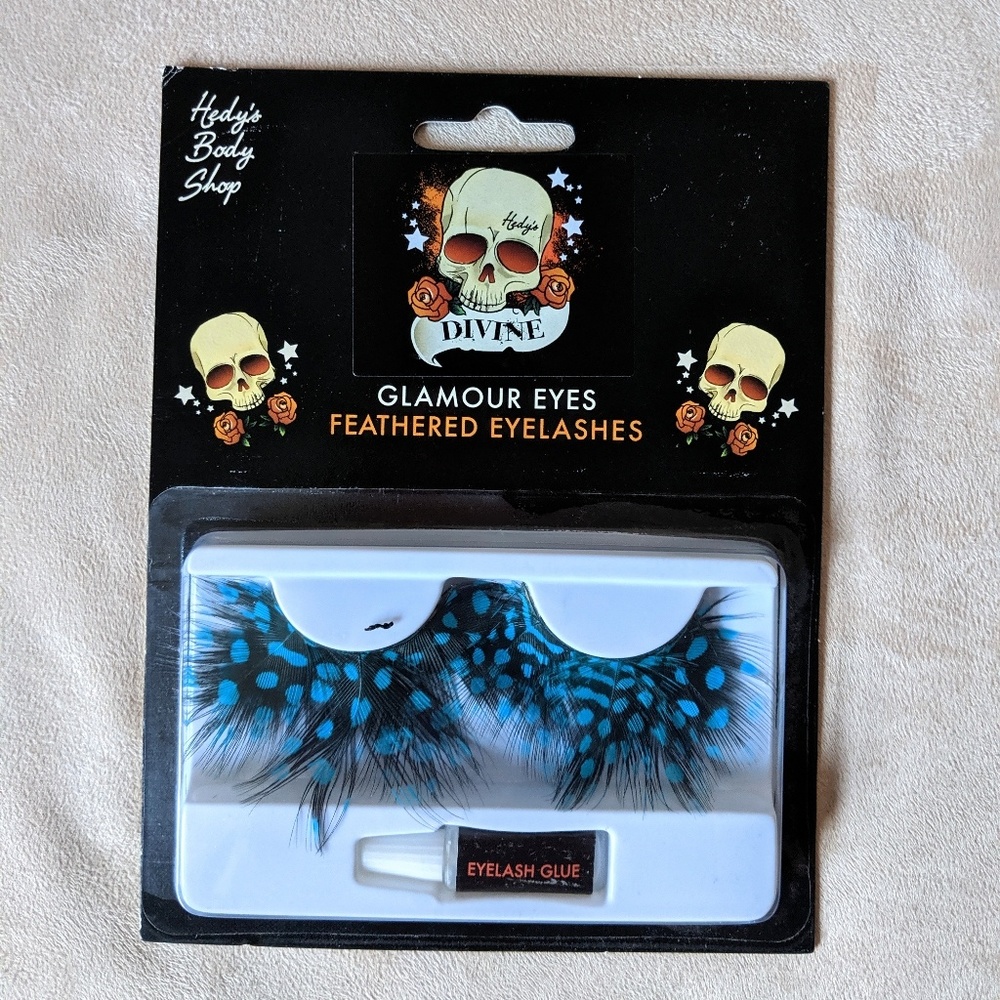 Hedy's
Body
Shop
Hedy's
DIVINE
GLAMOUR EYES
FEATHERED EYELASHES
EYELASH GLUE